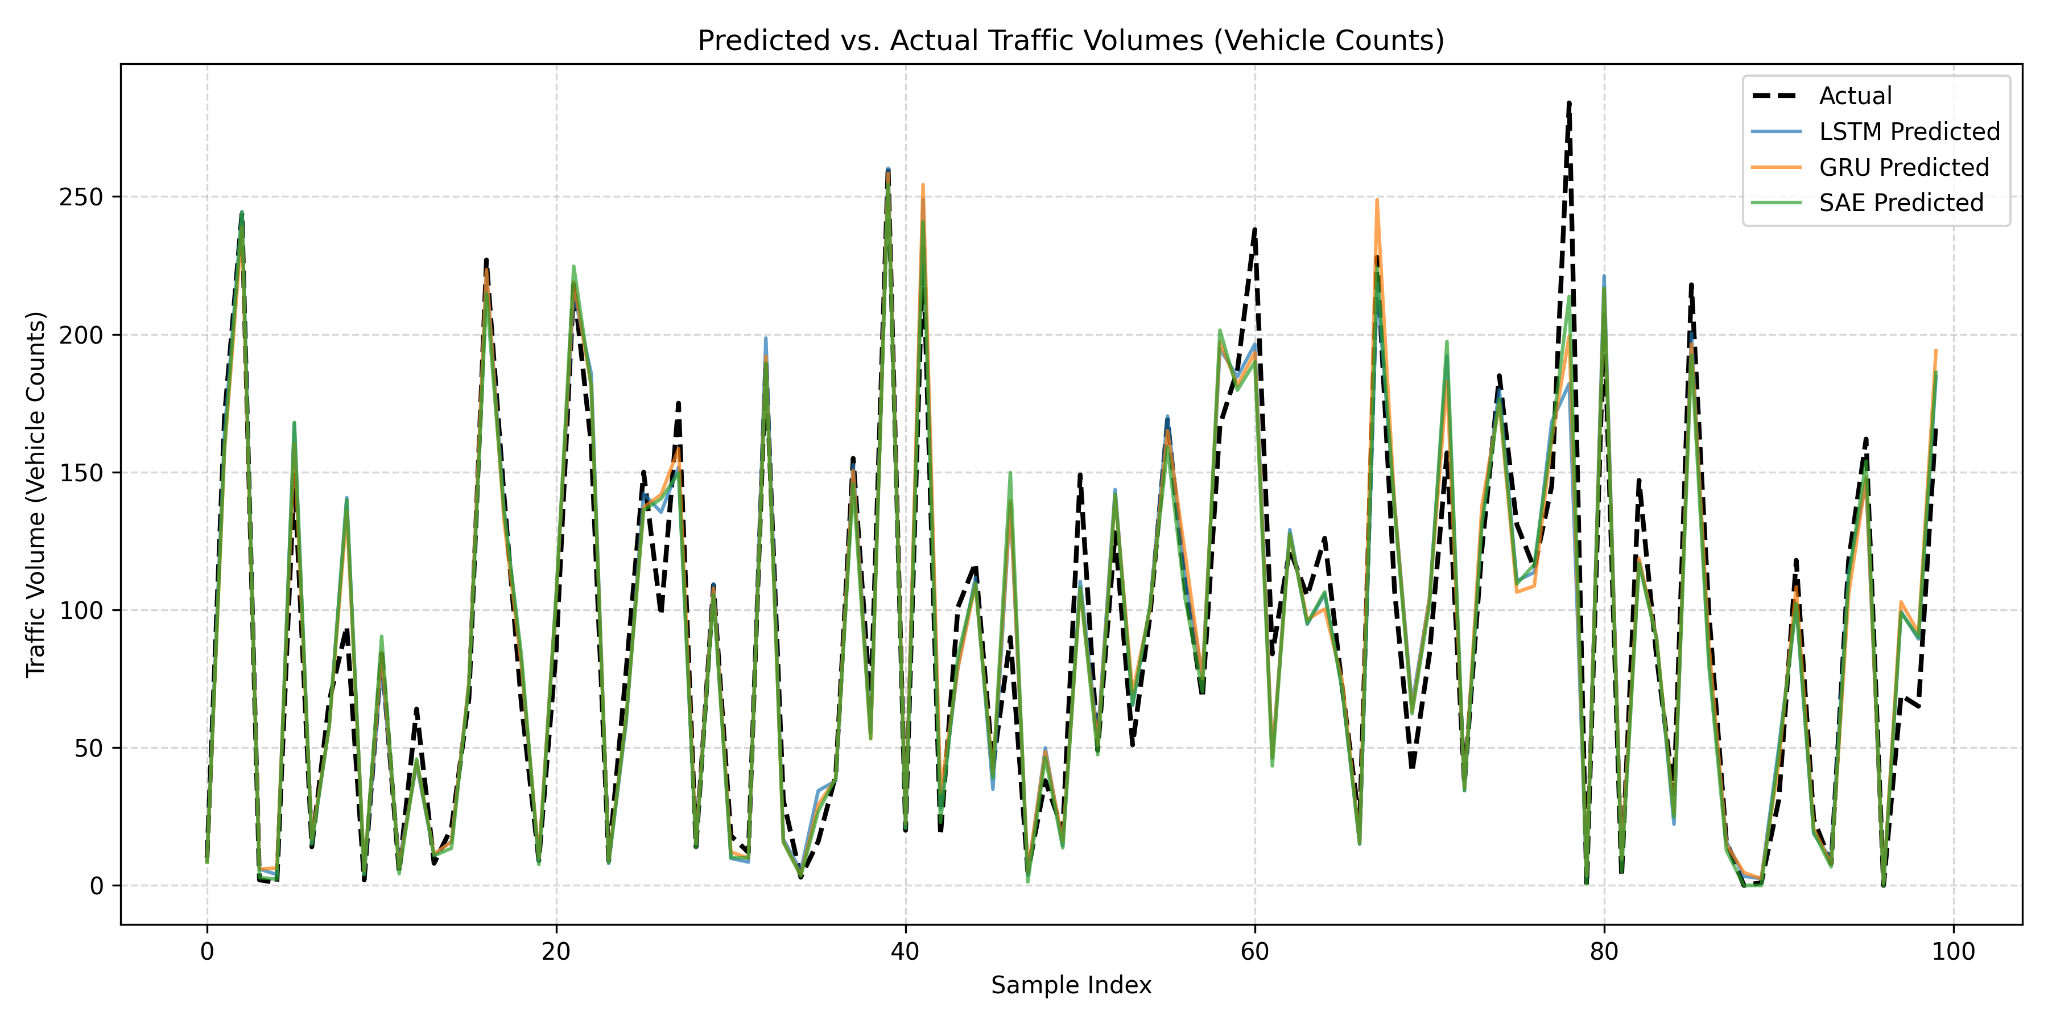 Predicted vs. Actual Traffic Volumes (Vehicle Counts)
Actual
LSTM Predicted
GRU Predicted
SAE Predicted
Traffic Volume (Vehicle Counts)
250
200
150
100
50
0
0 20 40 60 80 100
Sample Index